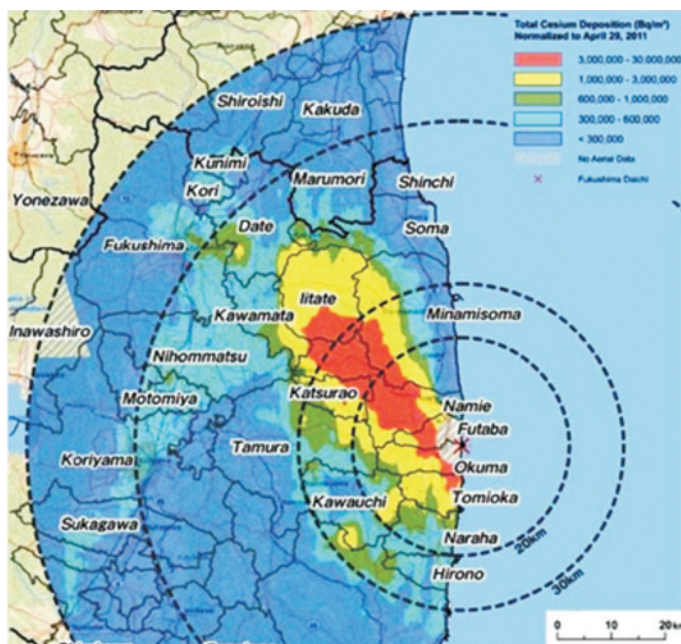 Total Cesium Deposition (Bq/m²)
Normalized to April 29, 2011
3,000,000 - 30,000,000
1,000,000 - 3,000,000
600,000 - 1,000,000
300,000 - 600,000
< 300,000
No Aerial Data
Fukushima Daiichi
Shiroishi
Kakuda
Kunimi
Kori
Marumori
Shinchi
Yonezawa
Date
Soma
Fukushima
Iitate
Kawamata
Minamisoma
Inawashiro
Nihommatsu
Motomiya
Katsurao
Namie
Futaba
Tamura
Koriyama
Okuma
Kawauchi
Tomioka
Sukagawa
Naraha
20km
Hirono
30km
0 10 20